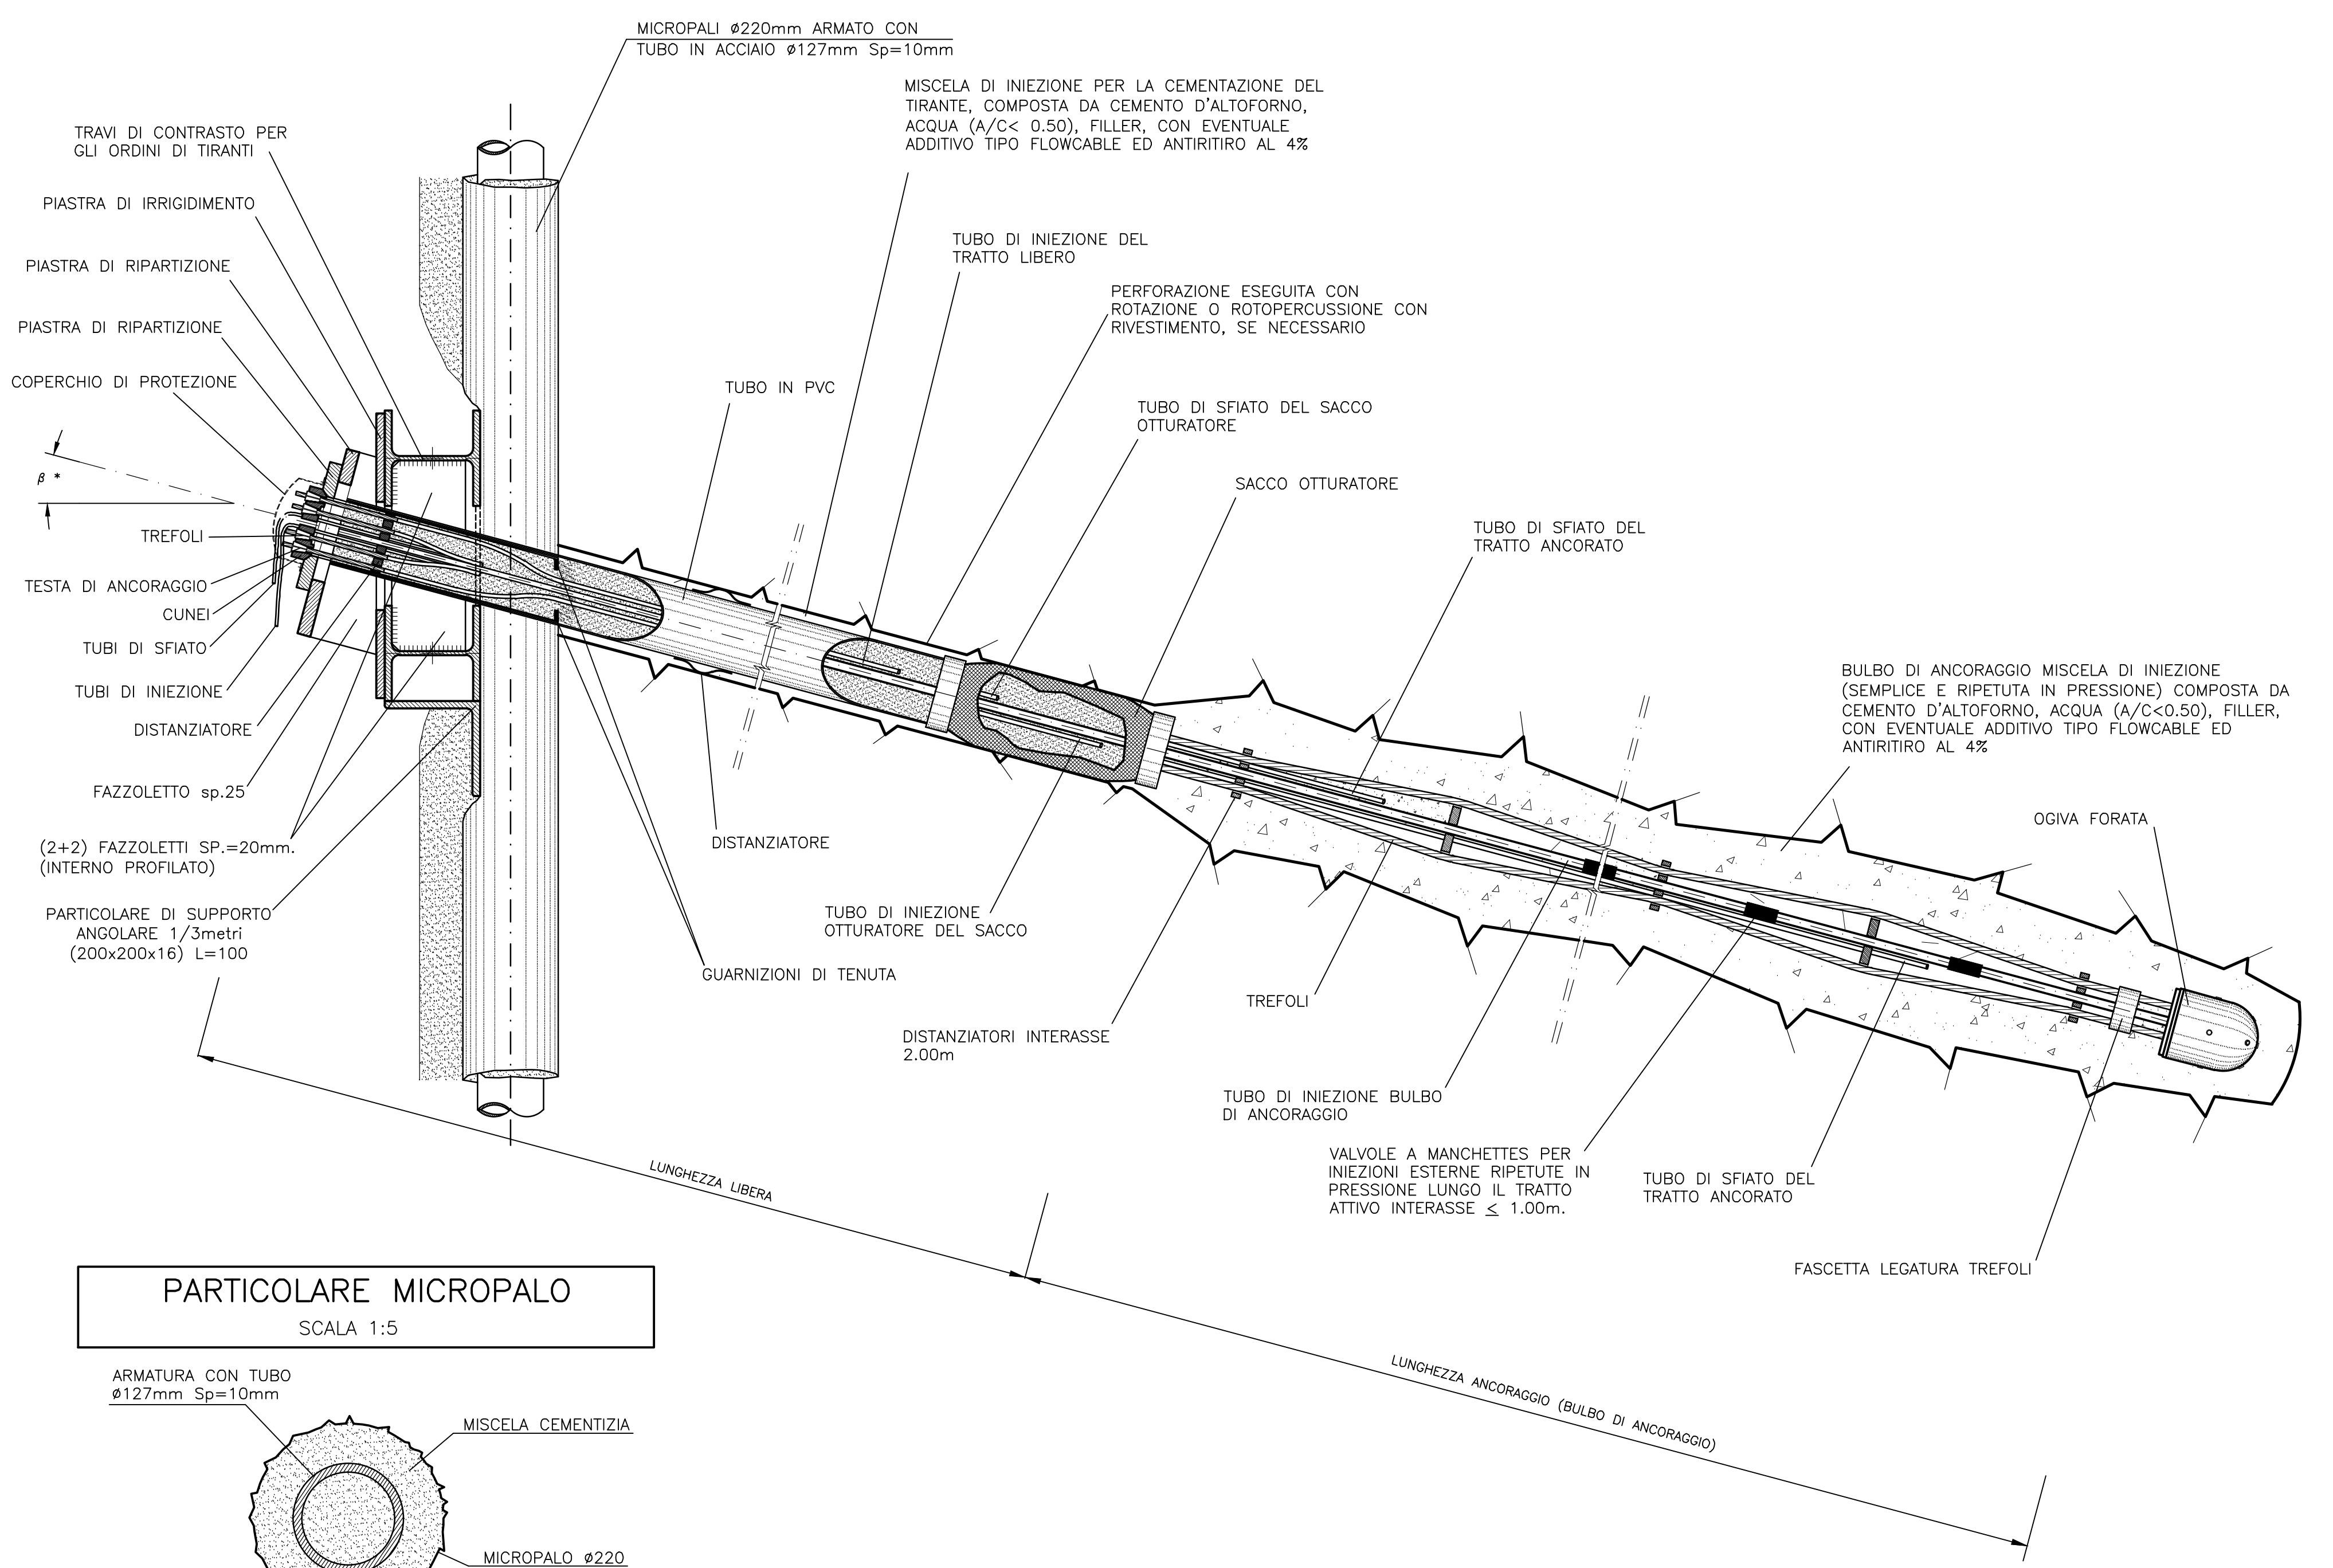 MICROPALI ø220mm ARMATO CON
TUBO IN ACCIAIO ø127mm Sp=10mm
MISCELA DI INIEZIONE PER LA CEMENTAZIONE DEL
TIRANTE, COMPOSTA DA CEMENTO D'ALTOFORNO,
ACQUA (A/C< 0.50), FILLER, CON EVENTUALE
ADDITIVO TIPO FLOWCABLE ED ANTIRITIRO AL 4%
TRAVI DI CONTRASTO PER
GLI ORDINI DI TIRANTI
PIASTRA DI IRRIGIDIMENTO
PIASTRA DI RIPARTIZIONE
PIASTRA DI RIPARTIZIONE
COPERCHIO DI PROTEZIONE
β *
TUBO DI INIEZIONE DEL
TRATTO LIBERO
PERFORAZIONE ESEGUITA CON
ROTAZIONE O ROTOPERCUSSIONE CON
RIVESTIMENTO, SE NECESSARIO
TUBO IN PVC
TUBO DI SFIATO DEL SACCO
OTTURATORE
SACCO OTTURATORE
TUBO DI SFIATO DEL
TRATTO ANCORATO
TREFOLI
TESTA DI ANCORAGGIO
CUNEI
TUBI DI SFIATO
TUBI DI INIEZIONE
DISTANZIATORE
FAZZOLETTO sp.25
(2+2) FAZZOLETTI SP.=20mm.
(INTERNO PROFILATO)
PARTICOLARE DI SUPPORTO
ANGOLARE 1/3metri
(200x200x16) L=100
BULBO DI ANCORAGGIO MISCELA DI INIEZIONE
(SEMPLICE E RIPETUTA IN PRESSIONE) COMPOSTA DA
CEMENTO D'ALTOFORNO, ACQUA (A/C<0.50), FILLER,
CON EVENTUALE ADDITIVO TIPO FLOWCABLE ED
ANTIRITIRO AL 4%
OGIVA FORATA
DISTANZIATORE
TUBO DI INIEZIONE
OTTURATORE DEL SACCO
GUARNIZIONI DI TENUTA
TREFOLI
DISTANZIATORI INTERASSE
2.00m
TUBO DI INIEZIONE BULBO
DI ANCORAGGIO
VALVOLE A MANCHETTES PER
INIEZIONI ESTERNE RIPETUTE IN
PRESSIONE LUNGO IL TRATTO
ATTIVO INTERASSE ≤ 1.00m.
TUBO DI SFIATO DEL
TRATTO ANCORATO
FASCETTA LEGATURA TREFOLI
LUNGHEZZA LIBERA
LUNGHEZZA ANCORAGGIO (BULBO DI ANCORAGGIO)
PARTICOLARE MICROPALO
SCALA 1:5
ARMATURA CON TUBO
ø127mm Sp=10mm
MISCELA CEMENTIZIA
MICROPALO ø220